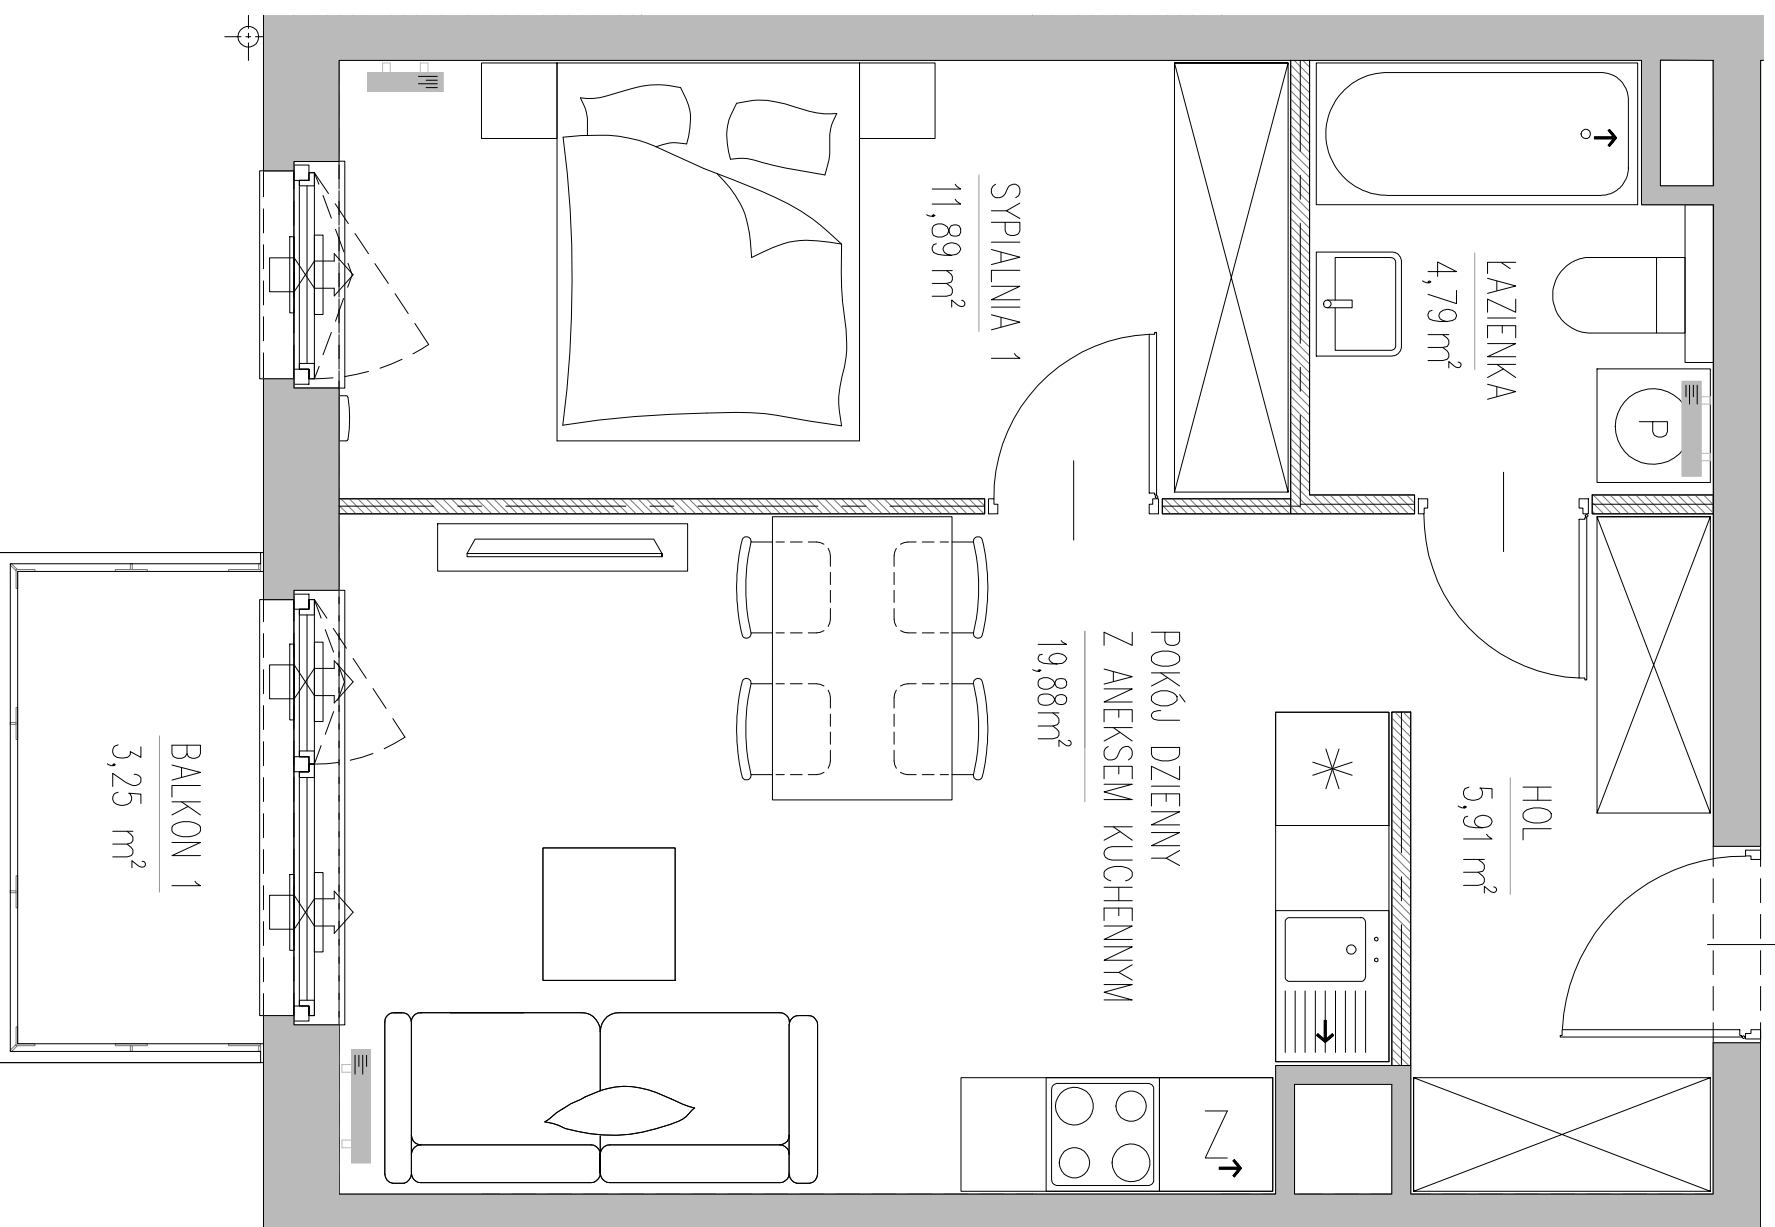 SYPIALNIA 1
11,89 m²
ŁAZIENKA
4,79 m²
P
POKÓJ DZIENNY
Z ANEKSEM KUCHENNYM
19,88m²
HOL
5,91 m²
BALKON 1
3,25 m²
Z